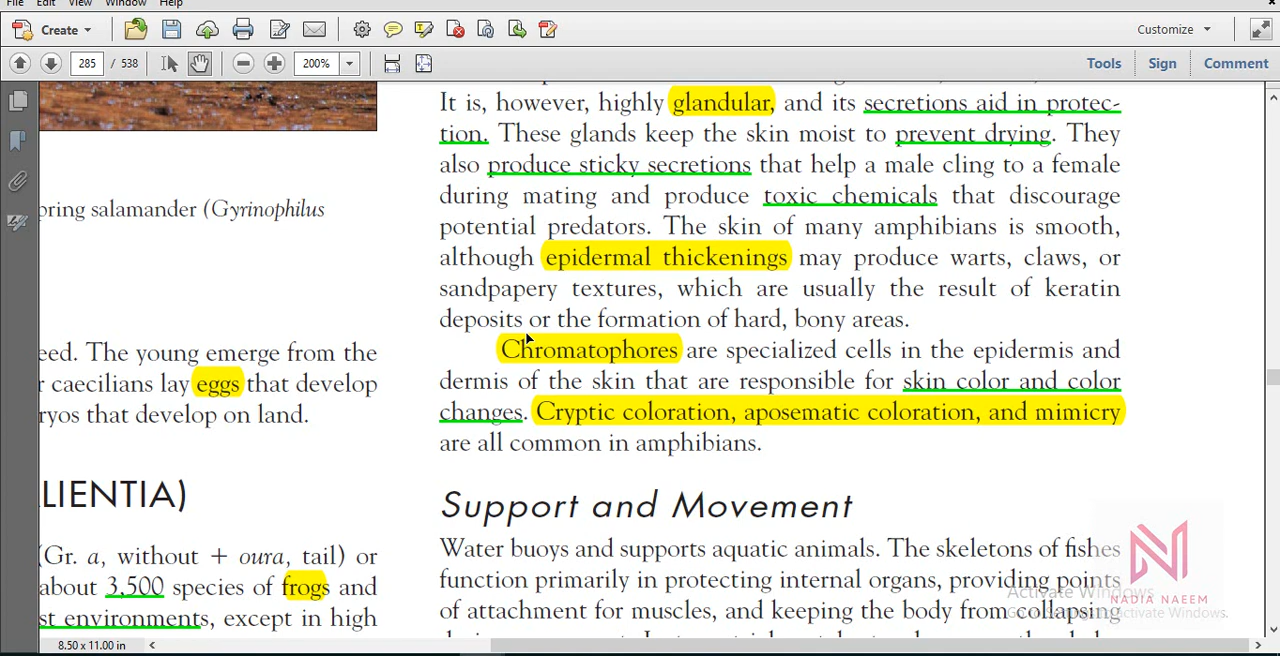 File Edit View Window Help
Create
Customize
285 / 538
200%
Tools Sign Comment
pring salamander (Gyrinophilus
eed. The young emerge from the
r caecilians lay eggs that develop
ryos that develop on land.
LIENTIA)
(Gr. a, without + oura, tail) or
about 3,500 species of frogs and
st environments, except in high
It is, however, highly glandular, and its secretions aid in protec-
tion. These glands keep the skin moist to prevent drying. They
also produce sticky secretions that help a male cling to a female
during mating and produce toxic chemicals that discourage
potential predators. The skin of many amphibians is smooth,
although epidermal thickenings may produce warts, claws, or
sandpapery textures, which are usually the result of keratin
deposits or the formation of hard, bony areas.
Chromatophores are specialized cells in the epidermis and
dermis of the skin that are responsible for skin color and color
changes. Cryptic coloration, aposematic coloration, and mimicry
are all common in amphibians.
Support and Movement
Water buoys and supports aquatic animals. The skeletons of fishes
function primarily in protecting internal organs, providing points
of attachment for muscles, and keeping the body from collapsing
NADIA NAEEM
Activate Windows
Go to Settings to activate Windows.
8.50 x 11.00 in